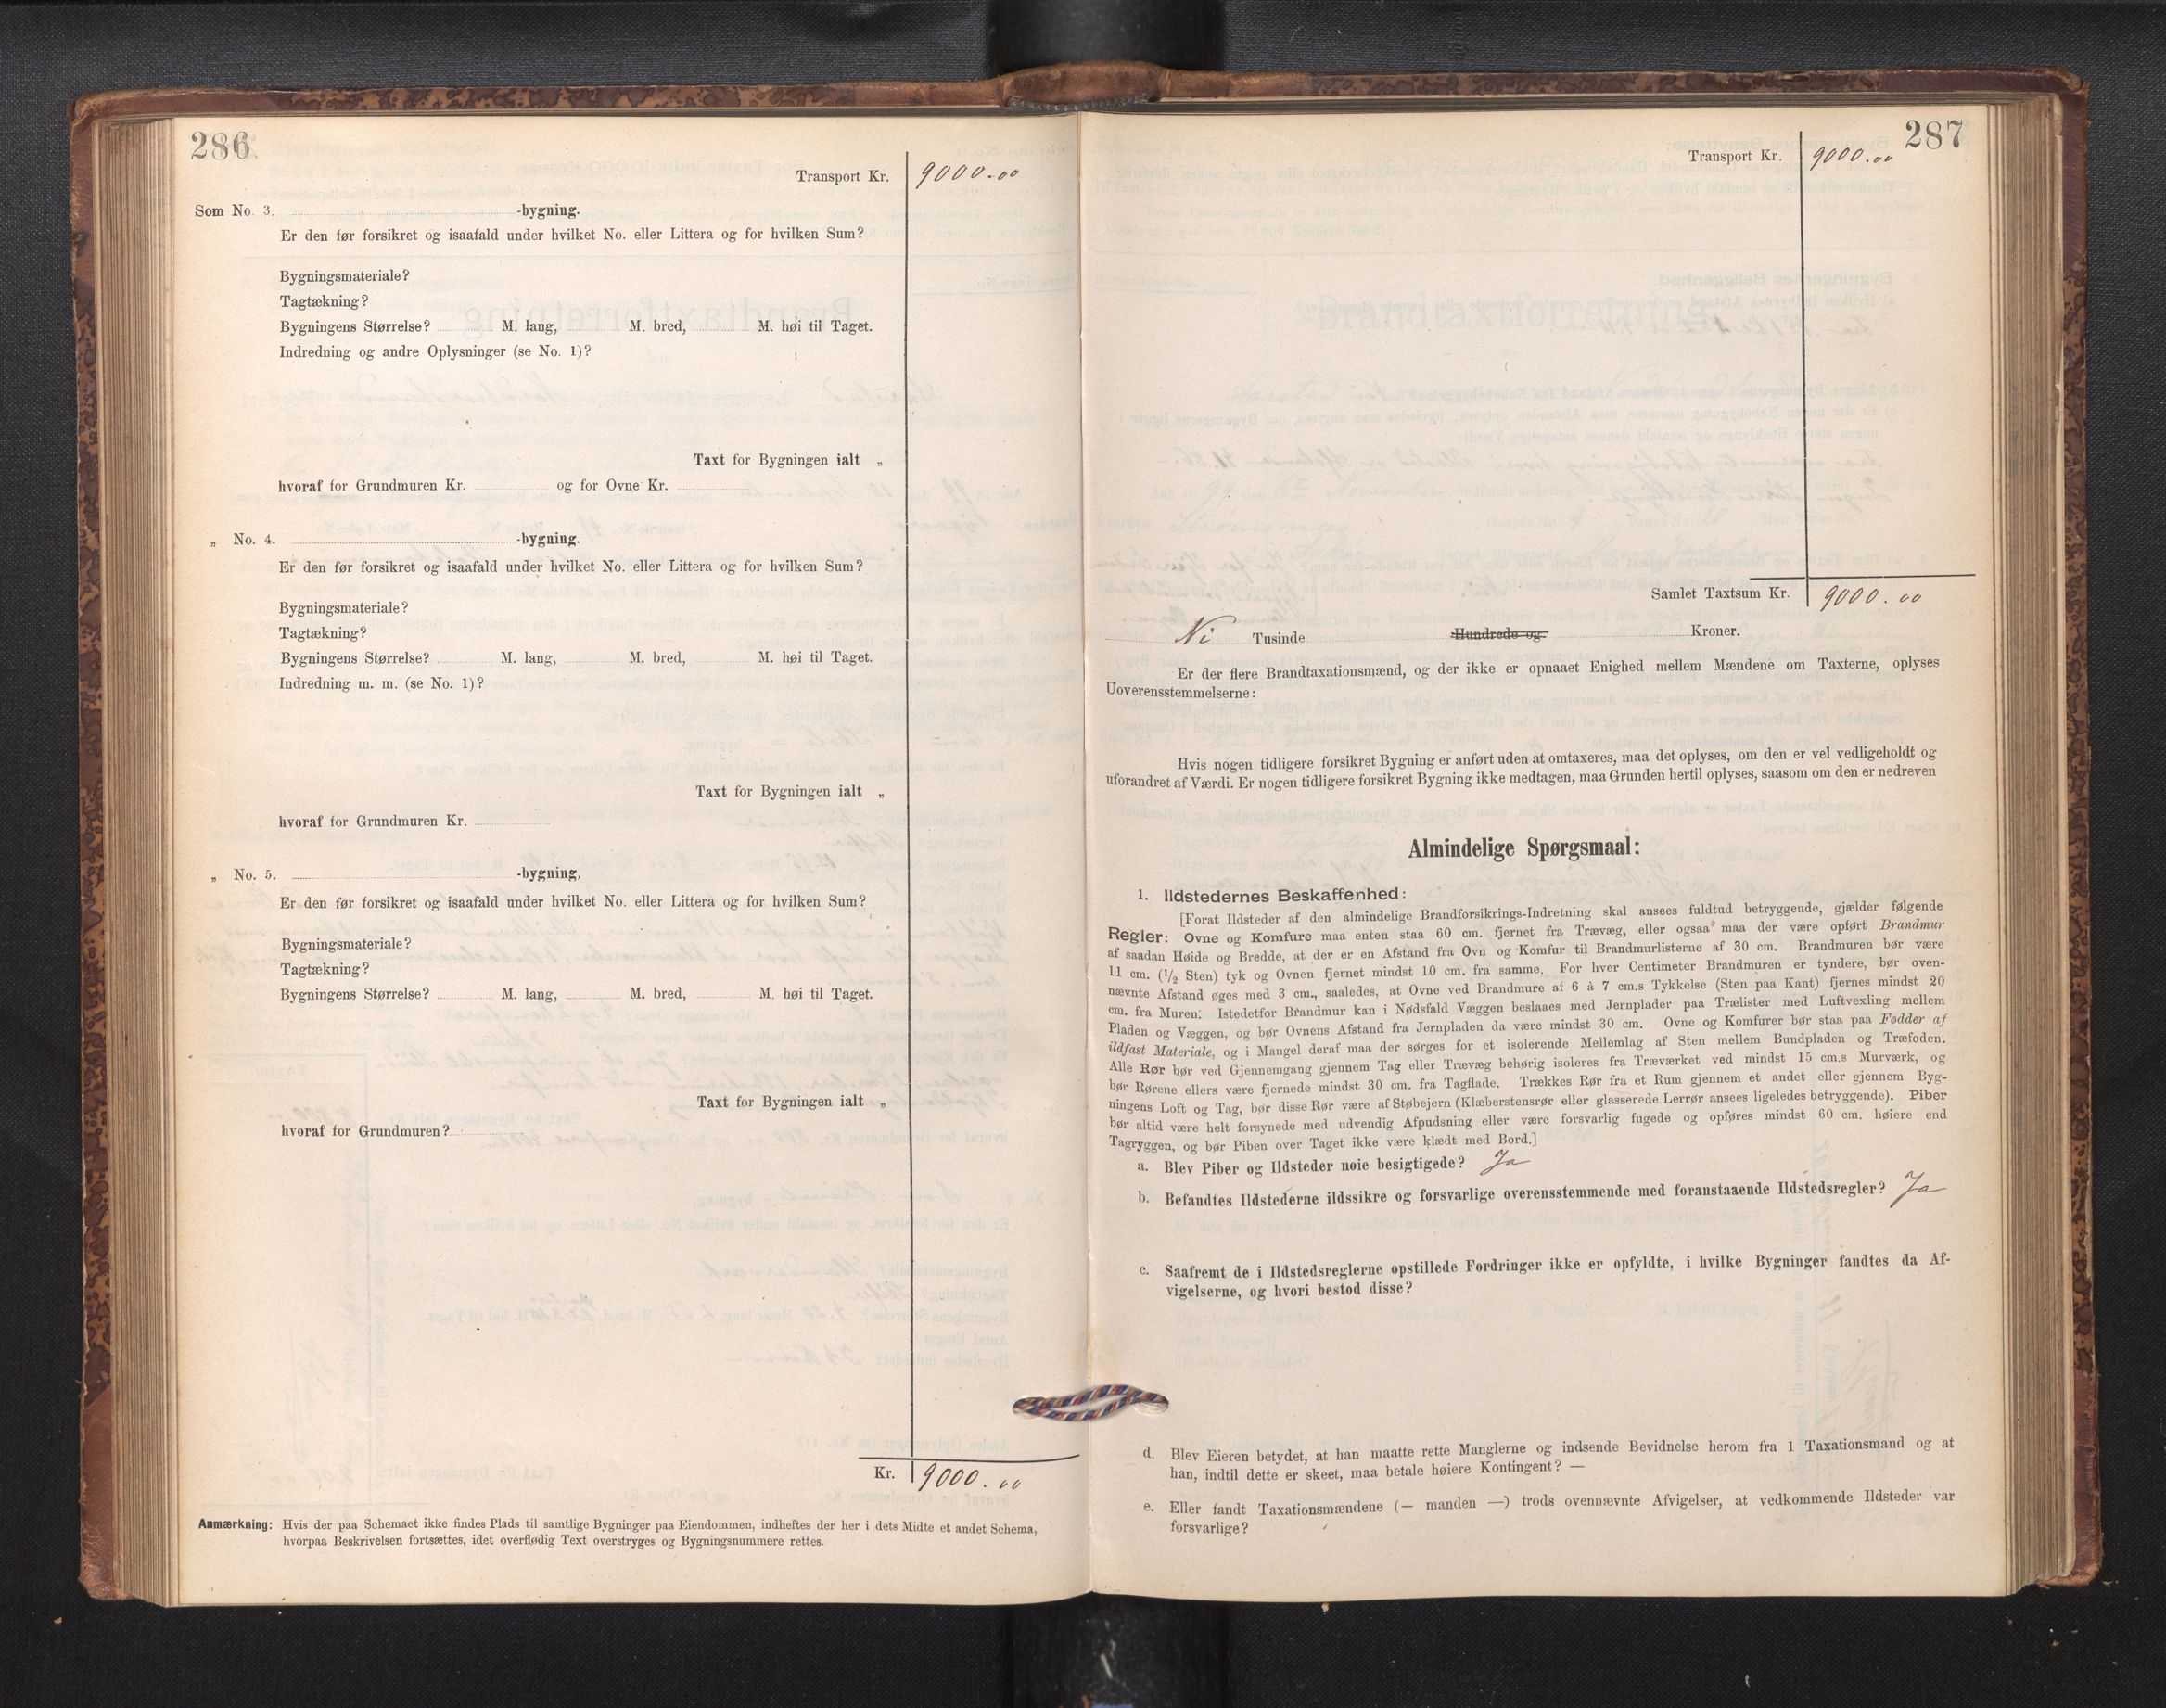 286
Transport Kr. 9000.00
Som No. 3. -bygning.
Er den før forsikret og isaafald under hvilket No. eller Littera og for hvilken Sum?
Bygningsmateriale?
Tagtækning?
Bygningens Størrelse? M. lang, M. bred, M. høi til Taget.
Indredning og andre Oplysninger (se No. 1)?
Taxt for Bygningen ialt „
hvoraf for Grundmuren Kr. og for Ovne Kr.
„ No. 4. -bygning.
Er den før forsikret og isaafald under hvilket No. eller Littera og for hvilken Sum?
Bygningsmateriale?
Tagtækning?
Bygningens Størrelse? M. lang, M. bred, M. høi til Taget.
Indredning m. m. (se No. 1)?
Taxt for Bygningen ialt „
hvoraf for Grundmuren Kr.
„ No. 5. -bygning.
Er den før forsikret og isaafald under hvilket No. eller Littera og for hvilken Sum?
Bygningsmateriale?
Tagtækning?
Bygningens Størrelse? M. lang, M. bred, M. høi til Taget.
Taxt for Bygningen ialt „
hvoraf for Grundmuren?
Kr. 9000.00
Anmærkning: Hvis der paa Schemaet ikke findes Plads til samtlige Bygninger paa Eiendommen, indheftes der her i dets Midte et andet Schema,
hvorpaa Beskrivelsen fortsættes, idet overflødig Text overstryges og Bygningsnummere rettes.
287
Transport Kr. 9000.00
Samlet Taxtsum Kr. 9000.00
Ni Tusinde Hundrede og Kroner.
Er der flere Brandtaxationsmænd, og der ikke er opnaaet Enighed mellem Mændene om Taxterne, oplyses
Uoverensstemmelserne:
Hvis nogen tidligere forsikret Bygning er anført uden at omtaxeres, maa det oplyses, om den er vel vedligeholdt og
uforandret af Værdi. Er nogen tidligere forsikret Bygning ikke medtagen, maa Grunden hertil oplyses, saasom om den er nedreven
Almindelige Spørgsmaal:
1. Ildstedernes Beskaffenhed:
[Forat Ildsteder af den almindelige Brandforsikrings-Indretning skal ansees fuldtud betryggende, gjælder følgende
Regler: Ovne og Komfure maa enten staa 60 cm. fjernet fra Trævæg, eller ogsaa maa der være opført Brandmur
af saadan Høide og Bredde, at der er en Afstand fra Ovn og Komfur til Brandmurlisterne af 30 cm. Brandmuren bør være
11 cm. (1/2 Sten) tyk og Ovnen fjernet mindst 10 cm. fra samme. For hver Centimeter Brandmuren er tyndere, bør oven-
nævnte Afstand øges med 3 cm., saaledes, at Ovne ved Brandmure af 6 à 7 cm.s Tykkelse (Sten paa Kant) fjernes mindst 20
cm. fra Muren. Istedetfor Brandmur kan i Nødsfald Væggen beslaaes med Jernplader paa Trælister med Luftvexling mellem
Pladen og Væggen, og bør Ovnens Afstand fra Jernpladen da være mindst 30 cm. Ovne og Komfurer bør staa paa Fødder af
ildfast Materiale, og i Mangel deraf maa der sørges for et isolerende Mellemlag af Sten mellem Bundpladen og Træfoden.
Alle Rør bør ved Gjennemgang gjennem Tag eller Trævæg behørig isoleres fra Træværket ved mindst 15 cm.s Murværk, og
bør Rørene ellers være fjernede mindst 30 cm. fra Tagflade. Trækkes Rør fra et Rum gjennem et andet eller gjennem Byg-
ningens Loft og Tag, bør disse Rør være af Støbejern (Klæberstensrør eller glasserede Lerrør ansees ligeledes betryggende). Piber
bør altid være helt forsynede med udvendig Afpudsning eller være forsvarlig fugede og opføres mindst 60 cm. høiere end
Tagryggen, og bør Piben over Taget ikke være klædt med Bord.]
a. Blev Piber og Ildsteder nøie besigtigede? Ja
b. Befandtes Ildstederne ildssikre og forsvarlige overensstemmende med foranstaaende Ildstedsregler? Ja
c. Saafremt de i Ildstedsreglerne opstillede Fordringer ikke er opfyldte, i hvilke Bygninger fandtes da Af-
vigelserne, og hvori bestod disse?
d. Blev Eieren betydet, at han maatte rette Manglerne og indsende Bevidnelse herom fra 1 Taxationsmand og at
han, indtil dette er skeet, maa betale høiere Kontingent? —
e. Eller fandt Taxationsmændene (— manden —) trods ovennævnte Afvigelser, at vedkommende Ildsteder var
forsvarlige?